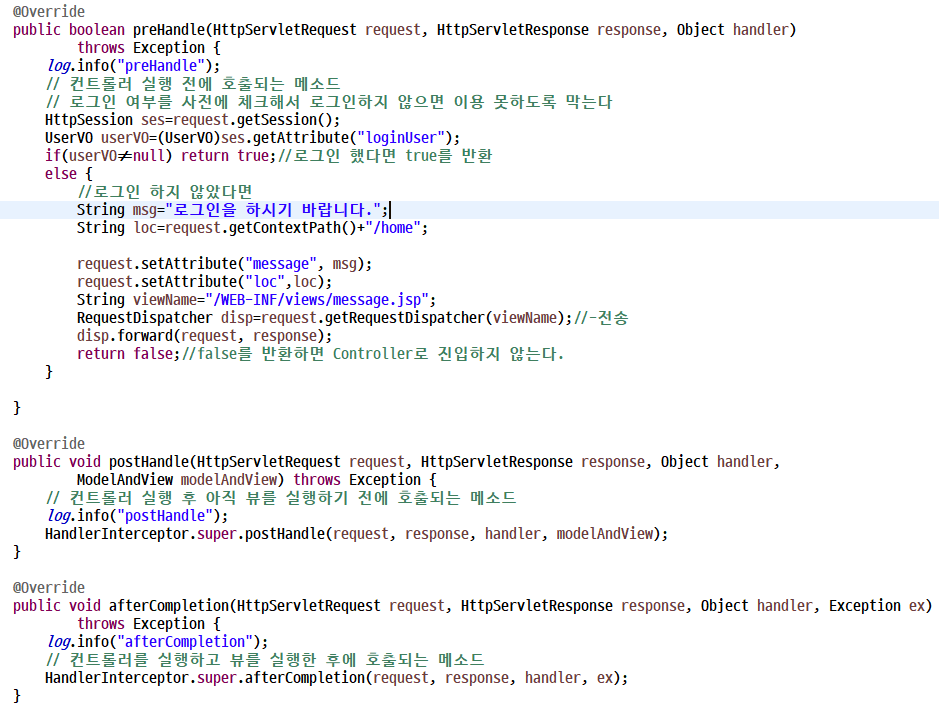 @Override
public boolean preHandle(HttpServletRequest request, HttpServletResponse response, Object handler)
        throws Exception {
    log.info("preHandle");
    // 컨트롤러 실행 전에 호출되는 메소드
    // 로그인 여부를 사전에 체크해서 로그인하지 않으면 이용 못하도록 막는다
    HttpSession ses=request.getSession();
    UserVO userVO=(UserVO)ses.getAttribute("loginUser");
    if(userVO≠null) return true;//로그인 했다면 true를 반환
    else {
        //로그인 하지 않았다면
        String msg="로그인을 하시기 바랍니다.";
        String loc=request.getContextPath()+"/home";

        request.setAttribute("message", msg);
        request.setAttribute("loc",loc);
        String viewName="/WEB-INF/views/message.jsp";
        RequestDispatcher disp=request.getRequestDispatcher(viewName);//-전송
        disp.forward(request, response);
        return false;//false를 반환하면 Controller로 진입하지 않는다.
    }

}

@Override
public void postHandle(HttpServletRequest request, HttpServletResponse response, Object handler,
        ModelAndView modelAndView) throws Exception {
    // 컨트롤러 실행 후 아직 뷰를 실행하기 전에 호출되는 메소드
    log.info("postHandle");
    HandlerInterceptor.super.postHandle(request, response, handler, modelAndView);
}

@Override
public void afterCompletion(HttpServletRequest request, HttpServletResponse response, Object handler, Exception ex)
        throws Exception {
    log.info("afterCompletion");
    // 컨트롤러를 실행하고 뷰를 실행한 후에 호출되는 메소드
    HandlerInterceptor.super.afterCompletion(request, response, handler, ex);
}